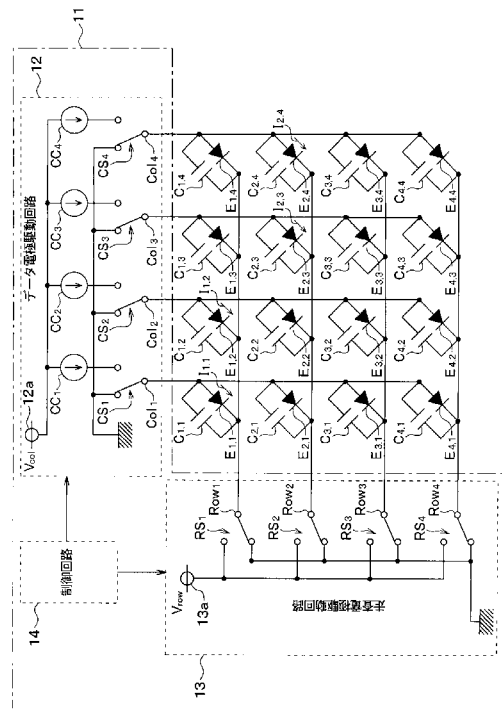 11
12
データ電極駆動回路
12a
Vcol
CC1
CC2
CC3
CC4
CS1
CS2
CS3
CS4
Col1
Col2
Col3
Col4
14
制御回路
13
走査電極駆動回路
13a
Vrow
RS1
RS2
RS3
RS4
Row1
Row2
Row3
Row4
C1,1
C1,2
C1,3
C1,4
I1,1
I1,2
E1,1
E1,2
E1,3
E1,4
C2,1
C2,2
C2,3
C2,4
I2,3
I2,4
E2,1
E2,2
E2,3
E2,4
C3,1
C3,2
C3,3
C3,4
E3,1
E3,2
E3,3
E3,4
C4,1
C4,2
C4,3
C4,4
E4,1
E4,2
E4,3
E4,4